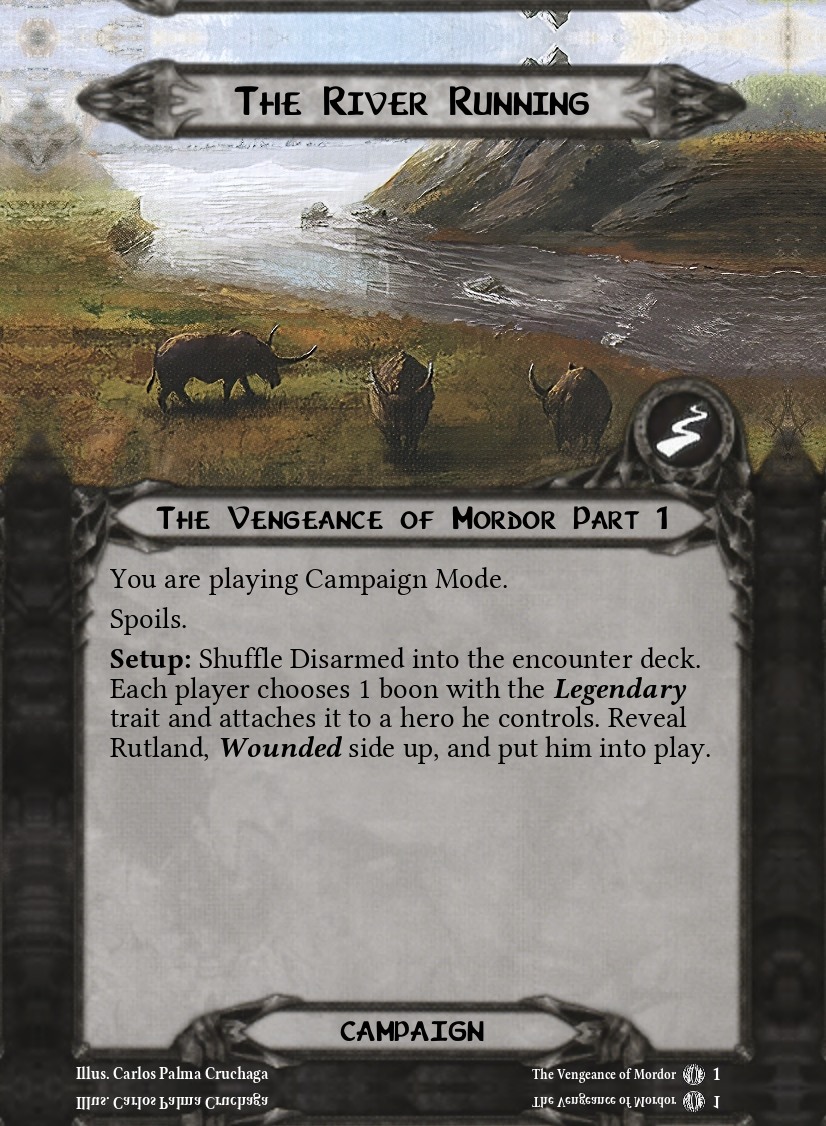 The River Running
The Vengeance of Mordor Part 1
You are playing Campaign Mode.
Spoils.
Setup: Shuffle Disarmed into the encounter deck.
Each player chooses 1 boon with the Legendary
trait and attaches it to a hero he controls. Reveal
Rutland, Wounded side up, and put him into play.
CAMPAIGN
Illus. Carlos Palma Cruchaga
The Vengeance of Mordor 1
Illus. Carlos Palma Cruchaga
The Vengeance of Mordor 1